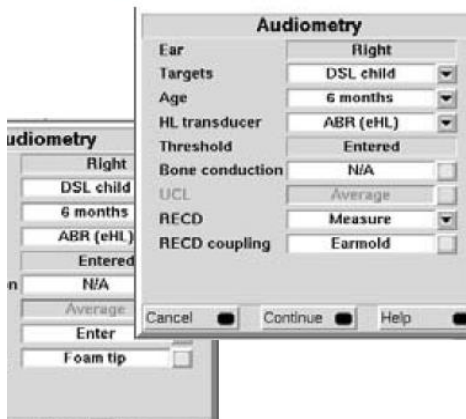 Audiometry
Ear Right
Targets DSL child
Age 6 months
HL transducer ABR (eHL)
Threshold Entered
Bone conduction N/A
UCL Average
RECD Measure
RECD coupling Earmold
Cancel Continue Help
udiometry
Right
DSL child
6 months
ABR (eHL)
Entered
n N/A
Average
Enter
Foam tip